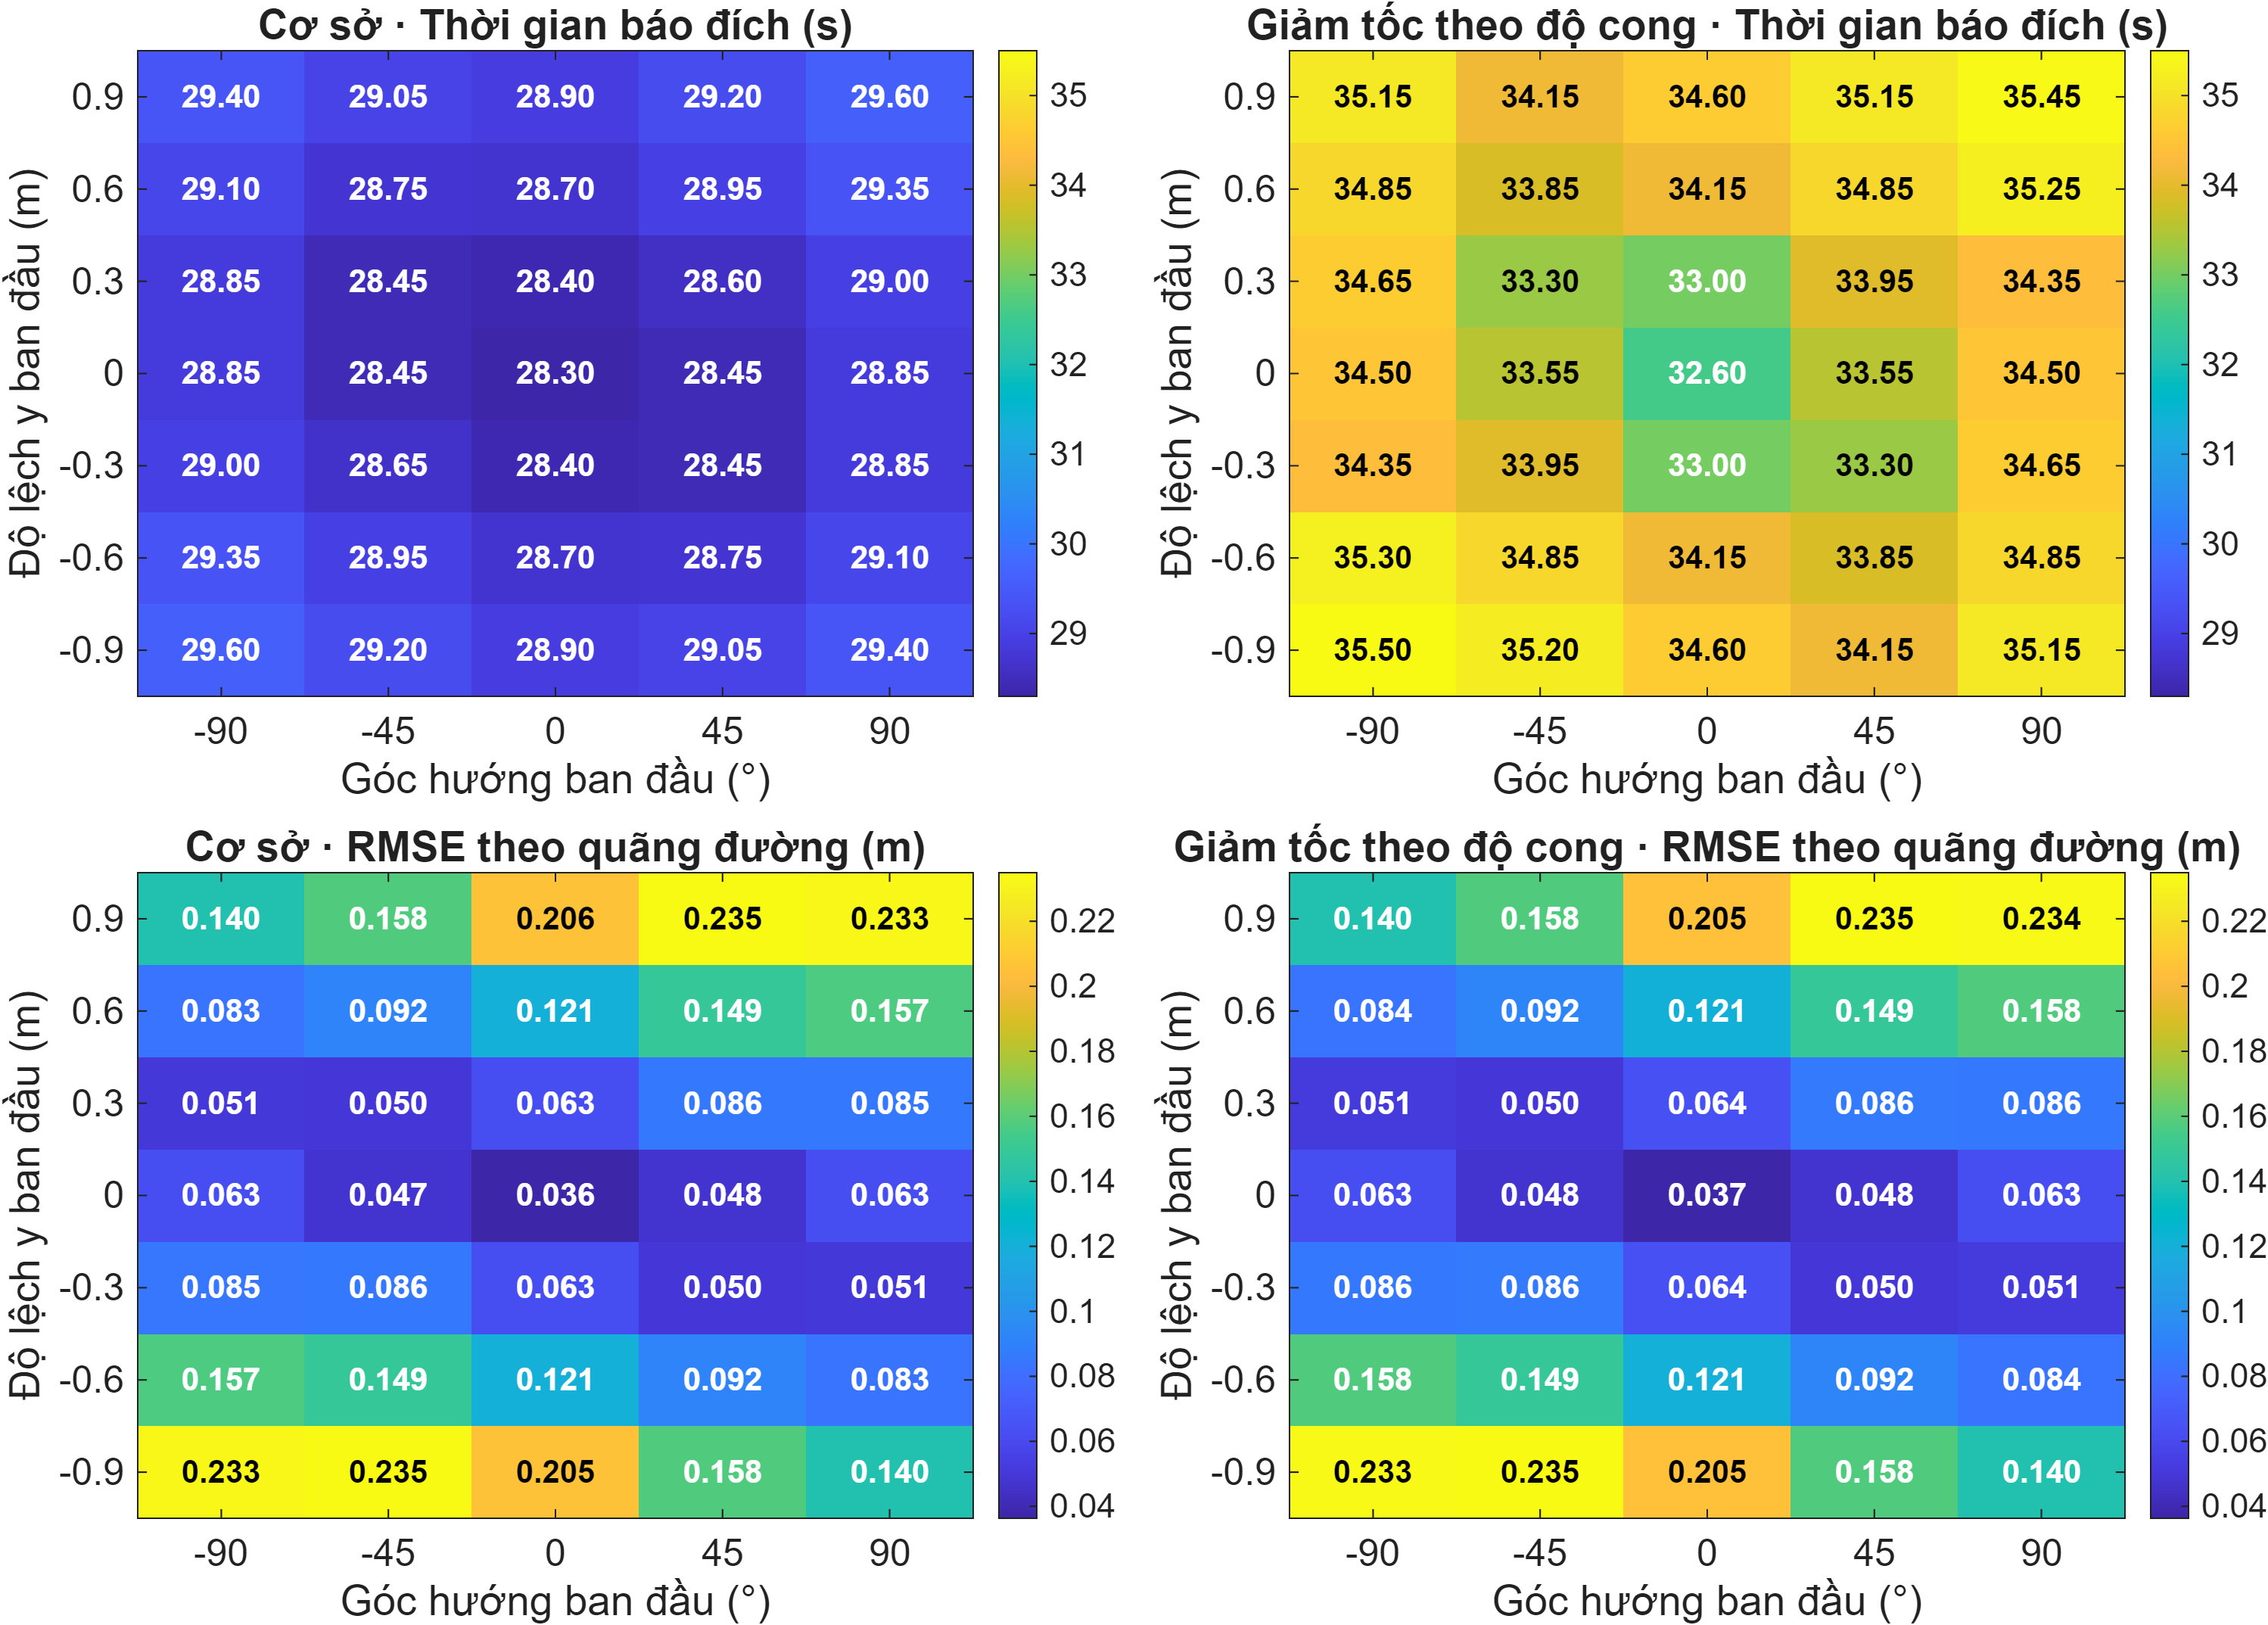 Cơ sở · Thời gian báo đích (s)
Độ lệch y ban đầu (m)
0.9 29.40 29.05 28.90 29.20 29.60
0.6 29.10 28.75 28.70 28.95 29.35
0.3 28.85 28.45 28.40 28.60 29.00
0 28.85 28.45 28.30 28.45 28.85
-0.3 29.00 28.65 28.40 28.45 28.85
-0.6 29.35 28.95 28.70 28.75 29.10
-0.9 29.60 29.20 28.90 29.05 29.40
-90 -45 0 45 90
Góc hướng ban đầu (°)
35
34
33
32
31
30
29
Giảm tốc theo độ cong · Thời gian báo đích (s)
Độ lệch y ban đầu (m)
0.9 35.15 34.15 34.60 35.15 35.45
0.6 34.85 33.85 34.15 34.85 35.25
0.3 34.65 33.30 33.00 33.95 34.35
0 34.50 33.55 32.60 33.55 34.50
-0.3 34.35 33.95 33.00 33.30 34.65
-0.6 35.30 34.85 34.15 33.85 34.85
-0.9 35.50 35.20 34.60 34.15 35.15
-90 -45 0 45 90
Góc hướng ban đầu (°)
35
34
33
32
31
30
29
Cơ sở · RMSE theo quãng đường (m)
Độ lệch y ban đầu (m)
0.9 0.140 0.158 0.206 0.235 0.233
0.6 0.083 0.092 0.121 0.149 0.157
0.3 0.051 0.050 0.063 0.086 0.085
0 0.063 0.047 0.036 0.048 0.063
-0.3 0.085 0.086 0.063 0.050 0.051
-0.6 0.157 0.149 0.121 0.092 0.083
-0.9 0.233 0.235 0.205 0.158 0.140
-90 -45 0 45 90
Góc hướng ban đầu (°)
0.22
0.2
0.18
0.16
0.14
0.12
0.1
0.08
0.06
0.04
Giảm tốc theo độ cong · RMSE theo quãng đường (m)
Độ lệch y ban đầu (m)
0.9 0.140 0.158 0.205 0.235 0.234
0.6 0.084 0.092 0.121 0.149 0.158
0.3 0.051 0.050 0.064 0.086 0.086
0 0.063 0.048 0.037 0.048 0.063
-0.3 0.086 0.086 0.064 0.050 0.051
-0.6 0.158 0.149 0.121 0.092 0.084
-0.9 0.233 0.235 0.205 0.158 0.140
-90 -45 0 45 90
Góc hướng ban đầu (°)
0.22
0.2
0.18
0.16
0.14
0.12
0.1
0.08
0.06
0.04